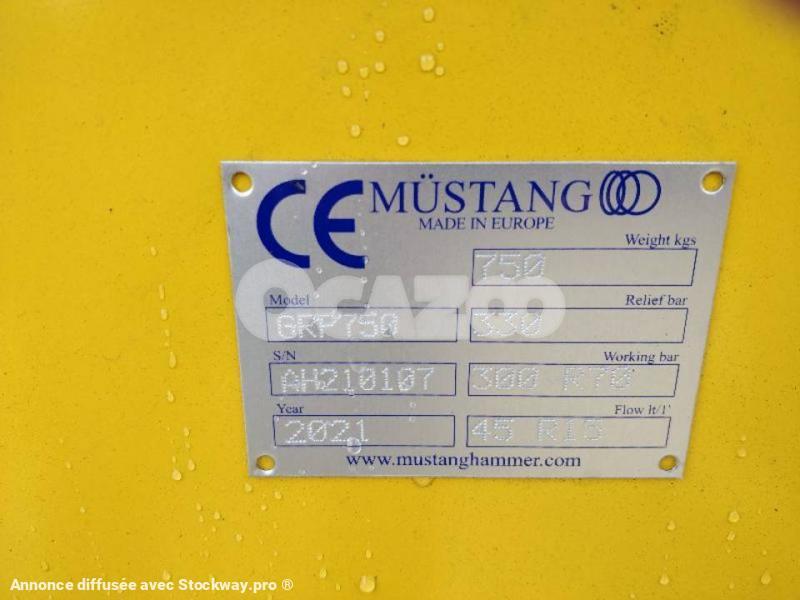 CE MÜSTANG
MADE IN EUROPE
Weight kgs
750
Model
Relief bar
GRP750
330
S/N
Working bar
AH210107
300 R70
Year
Flow lt/1'
2021
45 R15
www.mustanghammer.com
OCAZOO
Annonce diffusée avec Stockway.pro ®